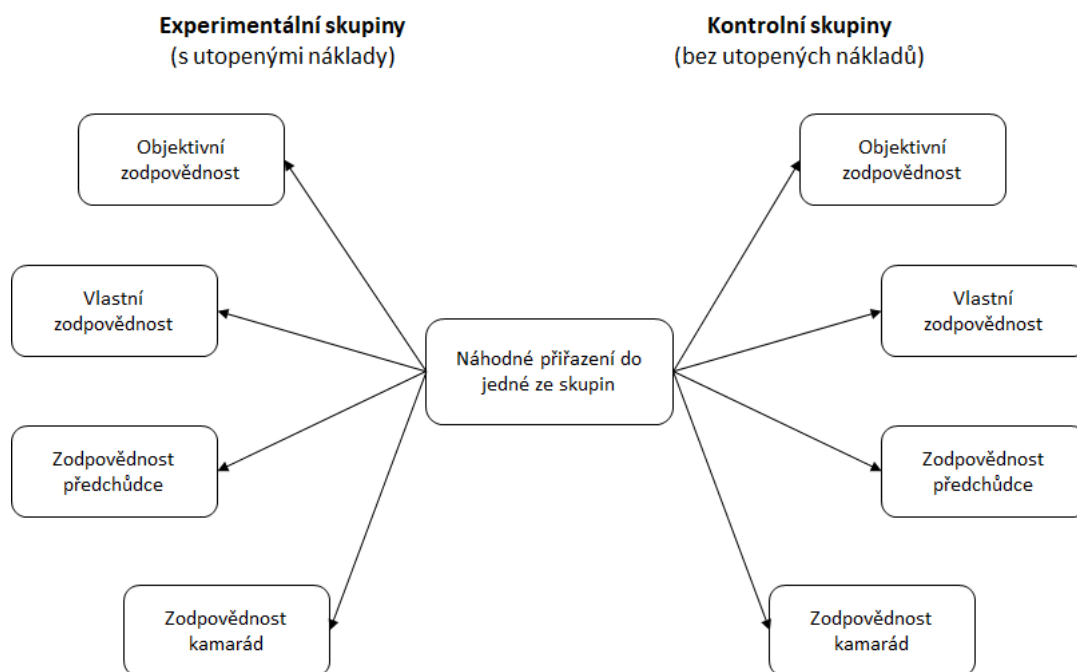 Experimentální skupiny
(s utopenými náklady)
Kontrolní skupiny
(bez utopených nákladů)
Objektivní
zodpovědnost
Objektivní
zodpovědnost
Vlastní
zodpovědnost
Vlastní
zodpovědnost
Náhodné přiřazení do
jedné ze skupin
Zodpovědnost
předchůdce
Zodpovědnost
předchůdce
Zodpovědnost
kamarád
Zodpovědnost
kamarád